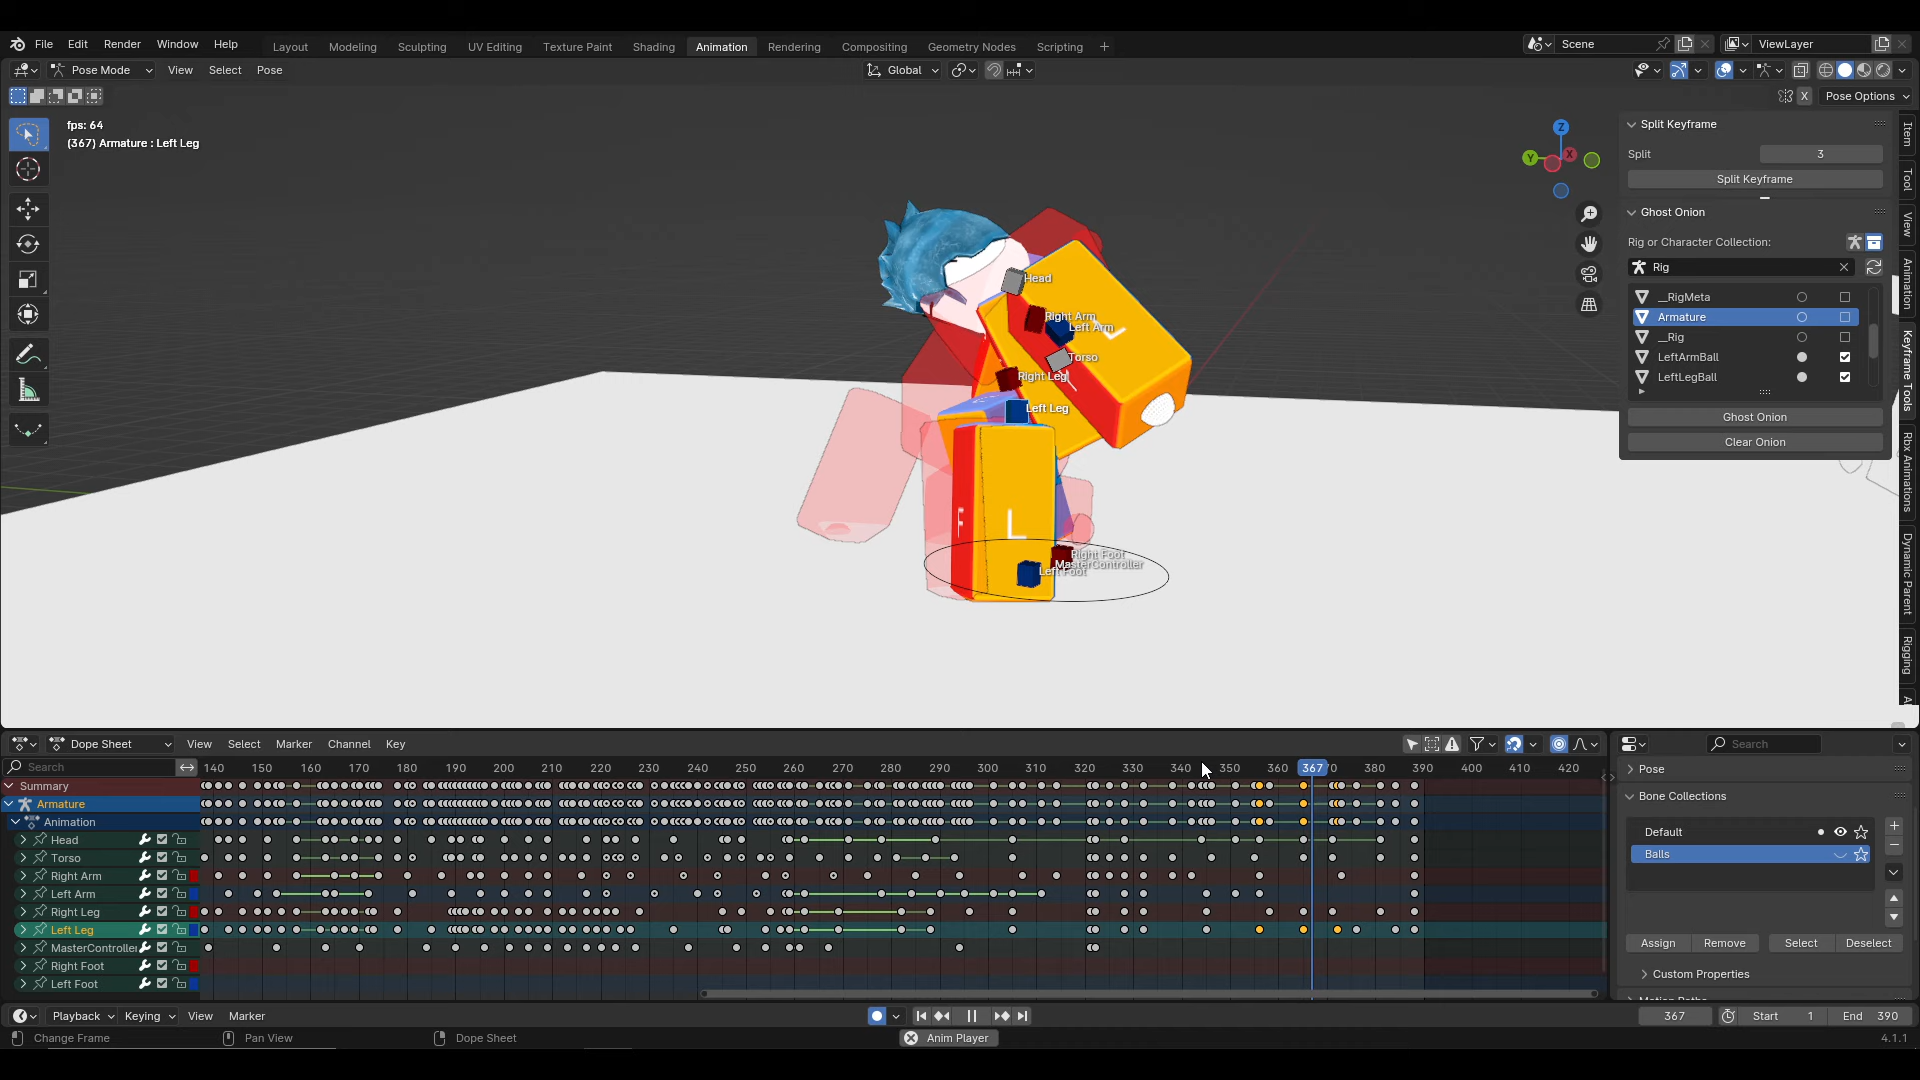 File Edit Render Window Help
Layout Modeling Sculpting UV Editing Texture Paint Shading Animation Rendering Compositing Geometry Nodes Scripting +
Scene
ViewLayer
Pose Mode View Select Pose
Global
X Pose Options
fps: 64
(367) Armature : Left Leg
Z
Y
X
Split Keyframe
Split 3
Split Keyframe
Ghost Onion
Rig or Character Collection:
Rig
__RigMeta
Armature
__Rig
LeftArmBall
LeftLegBall
Ghost Onion
Clear Onion
Item
Tool
View
Animation
Keyframe Tools
Rbx Animations
Dynamic Parent
Rigging
Head
Right Arm
Left Arm
Torso
Right Leg
Left Leg
L
Right Foot
MasterController
Left Foot
Dope Sheet View Select Marker Channel Key
Search
Search
140 150 160 170 180 190 200 210 220 230 240 250 260 270 280 290 300 310 320 330 340 350 360 367 70 380 390 400 410 420
Summary
Armature
Animation
Head
Torso
Right Arm
Left Arm
Right Leg
Left Leg
MasterController
Right Foot
Left Foot
Pose
Bone Collections
Default
Balls
Assign Remove Select Deselect
Custom Properties
Playback Keying View Marker
367 Start 1 End 390
Change Frame Pan View Dope Sheet Anim Player 4.1.1